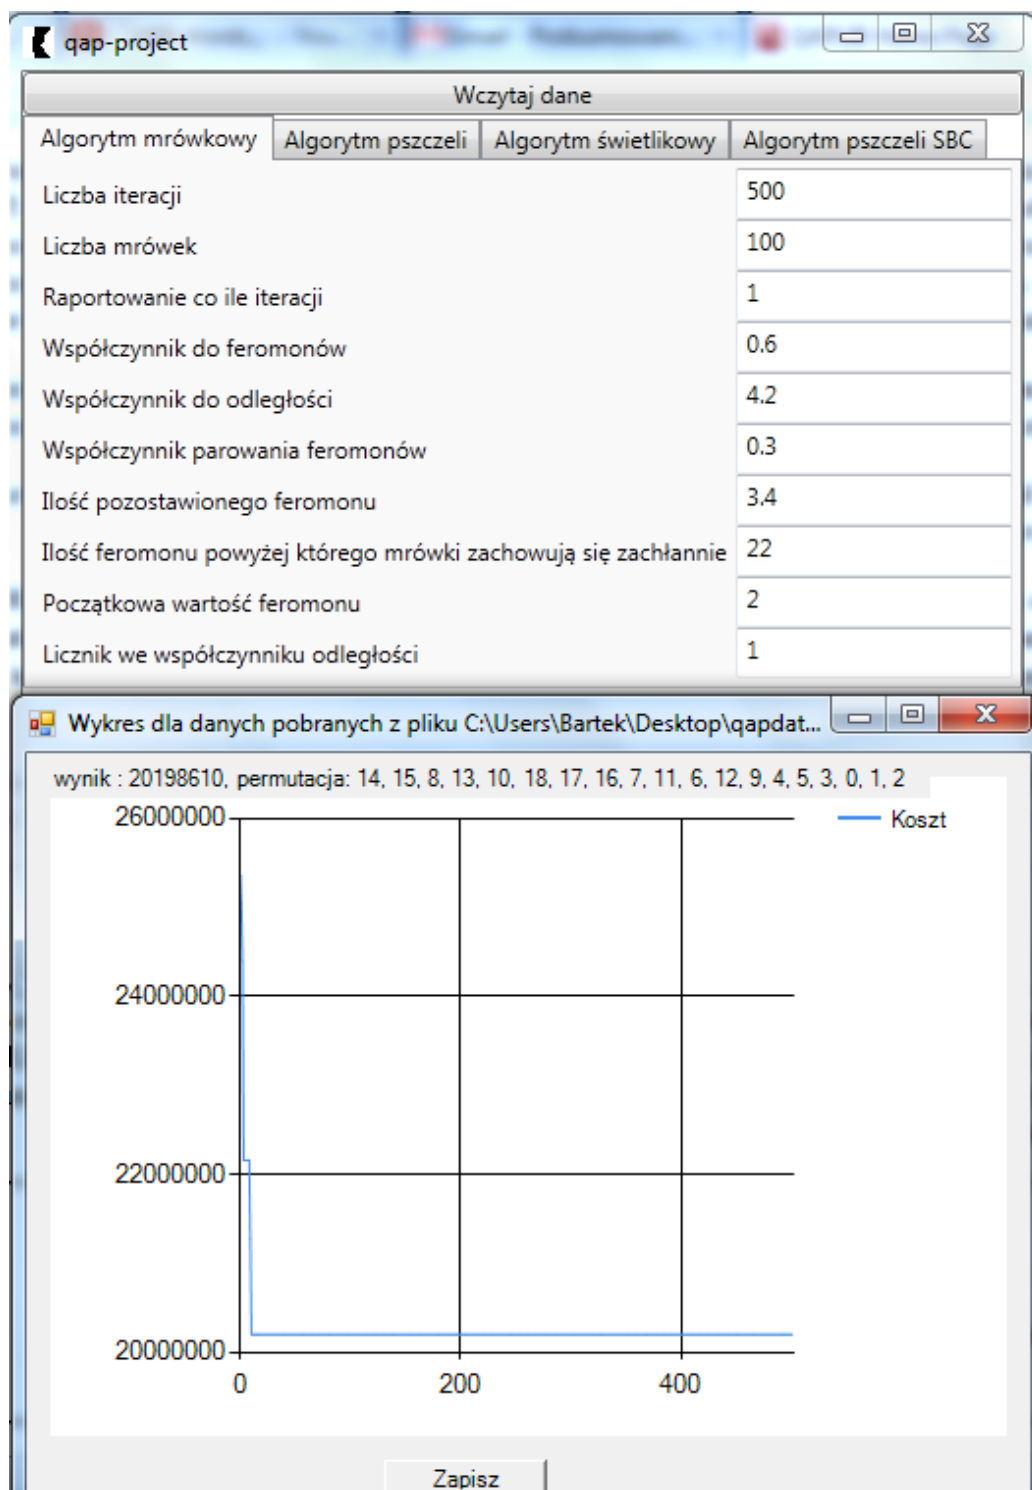 qap-project
Wczytaj dane
Algorytm mrówkowy Algorytm pszczeli Algorytm świetlikowy Algorytm pszczeli SBC
Liczba iteracji 500
Liczba mrówek 100
Raportowanie co ile iteracji 1
Współczynnik do feromonów 0.6
Współczynnik do odległości 4.2
Współczynnik parowania feromonów 0.3
Ilość pozostawionego feromonu 3.4
Ilość feromonu powyżej którego mrówki zachowują się zachłannie 22
Początkowa wartość feromonu 2
Licznik we współczynniku odległości 1
Wykres dla danych pobranych z pliku C:\Users\Bartek\Desktop\qapdat...
wynik : 20198610, permutacja: 14, 15, 8, 13, 10, 18, 17, 16, 7, 11, 6, 12, 9, 4, 5, 3, 0, 1, 2
26000000 Koszt
24000000
22000000
20000000
0 200 400
Zapisz